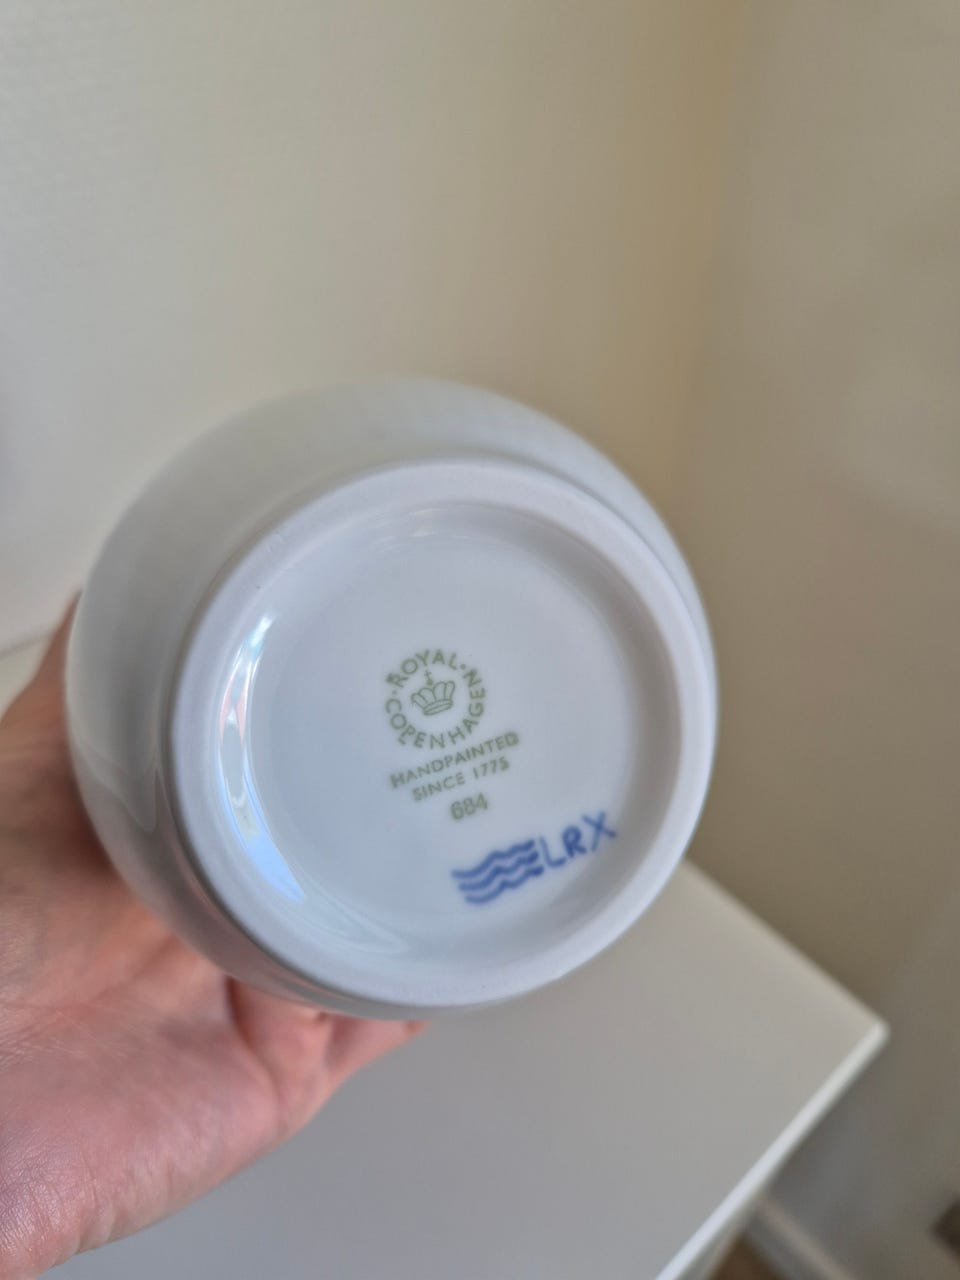 ROYAL COPENHAGEN
HANDPAINTED
SINCE 1775
684
LRX